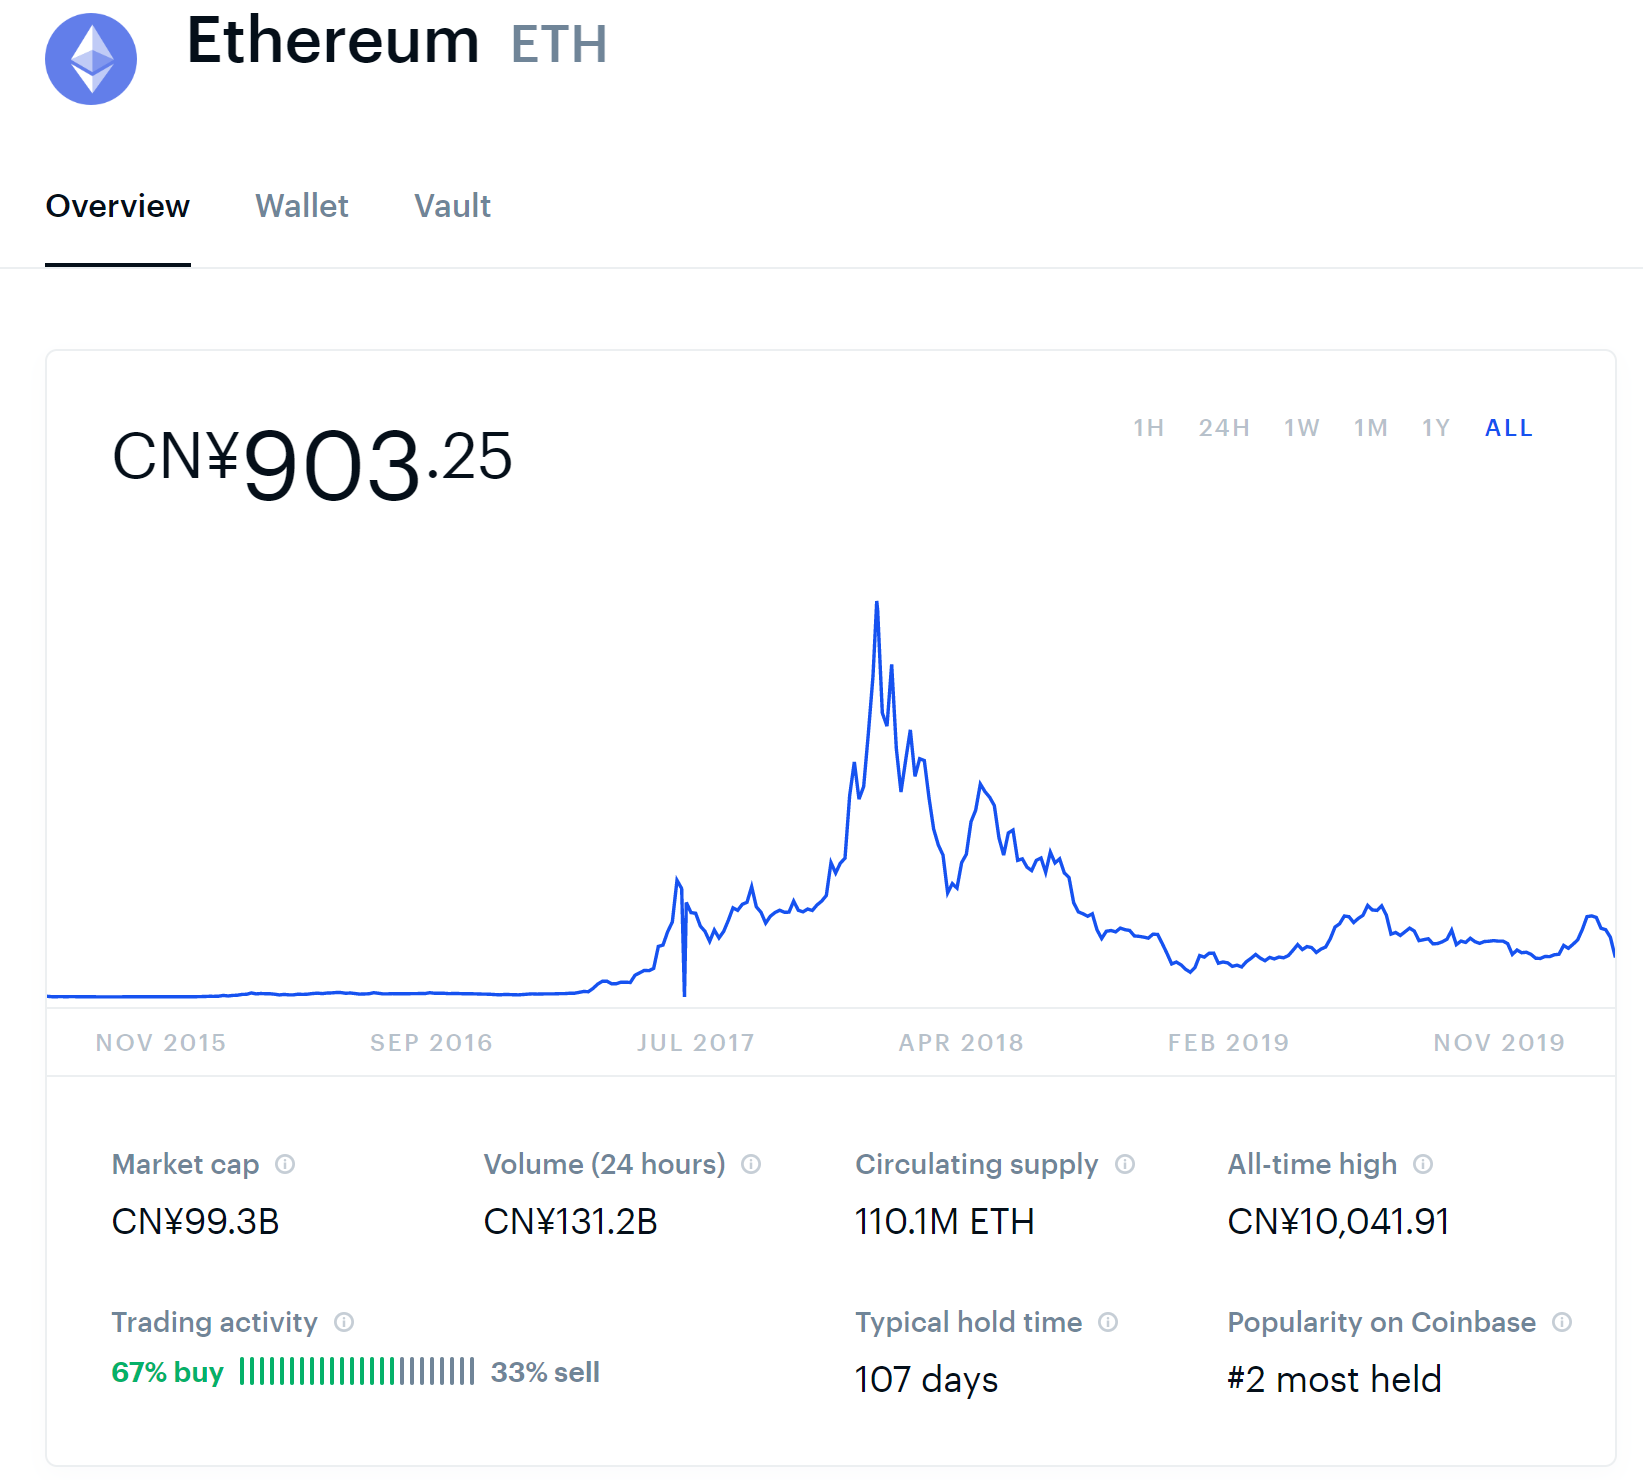 Ethereum ETH
Overview Wallet Vault
CN¥903.25
1H 24H 1W 1M 1Y ALL
NOV 2015 SEP 2016 JUL 2017 APR 2018 FEB 2019 NOV 2019
Market cap Volume (24 hours) Circulating supply All-time high
CN¥99.3B CN¥131.2B 110.1M ETH CN¥10,041.91
Trading activity Typical hold time Popularity on Coinbase
67% buy 33% sell 107 days #2 most held